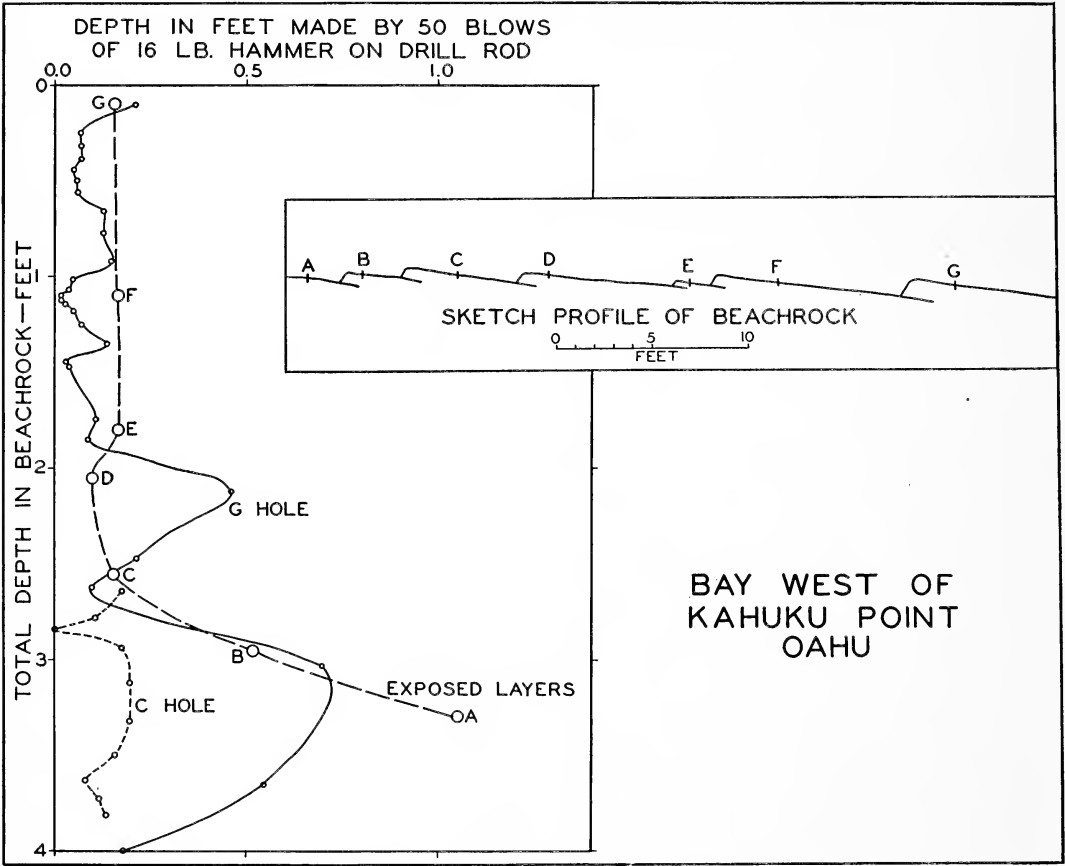 DEPTH IN FEET MADE BY 50 BLOWS
OF 16 LB. HAMMER ON DRILL ROD
0.0 0.5 1.0
0
1
2
3
4
TOTAL DEPTH IN BEACHROCK—FEET
G
F
E
D
C
B
A
G HOLE
C HOLE
EXPOSED LAYERS
A B C D E F G
SKETCH PROFILE OF BEACHROCK
0 5 10
FEET
BAY WEST OF
KAHUKU POINT
OAHU